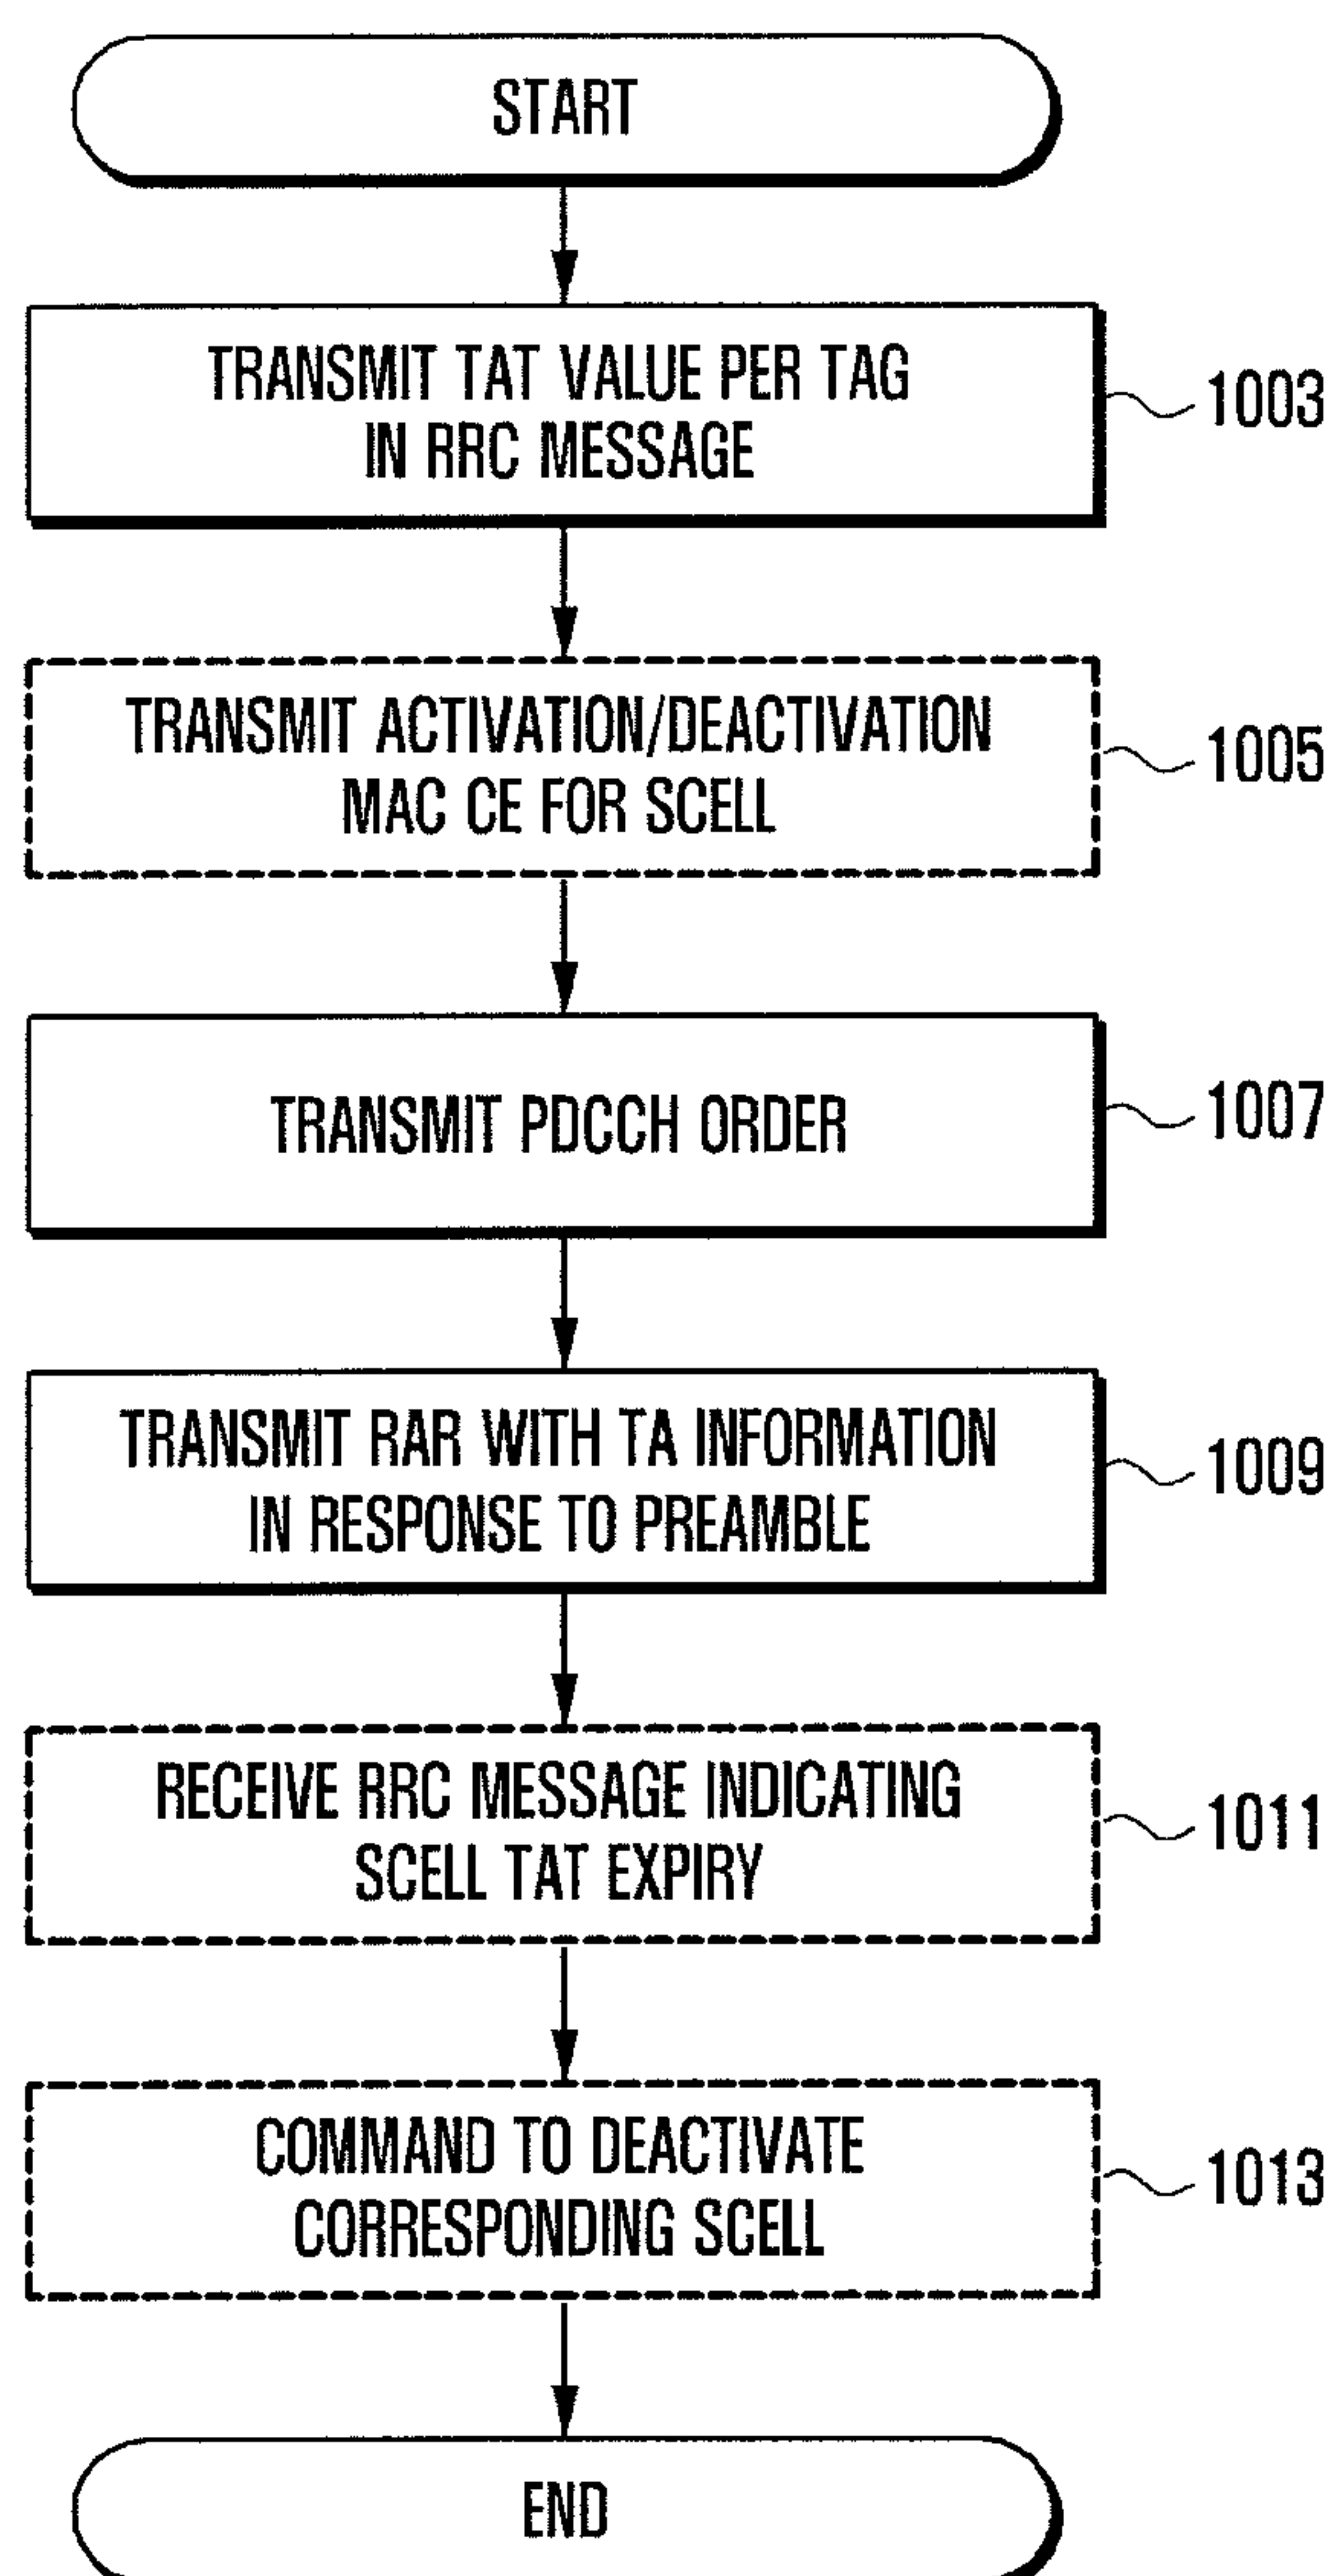 START
TRANSMIT TAT VALUE PER TAG
IN RRC MESSAGE
1003
TRANSMIT ACTIVATION/DEACTIVATION
MAC CE FOR SCELL
1005
TRANSMIT PDCCH ORDER
1007
TRANSMIT RAR WITH TA INFORMATION
IN RESPONSE TO PREAMBLE
1009
RECEIVE RRC MESSAGE INDICATING
SCELL TAT EXPIRY
1011
COMMAND TO DEACTIVATE
CORRESPONDING SCELL
1013
END